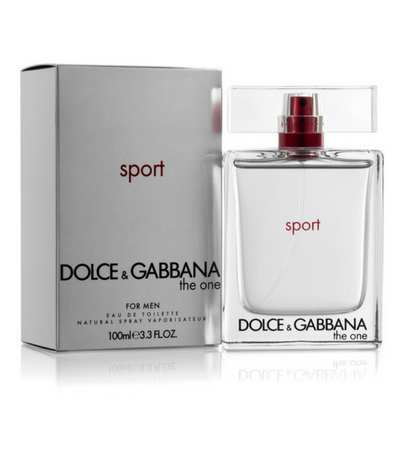 sport
DOLCE & GABBANA
the one
FOR MEN
EAU DE TOILETTE
NATURAL SPRAY VAPORISATEUR
100ml℮3.3 FL.OZ.
sport
DOLCE & GABBANA
the one